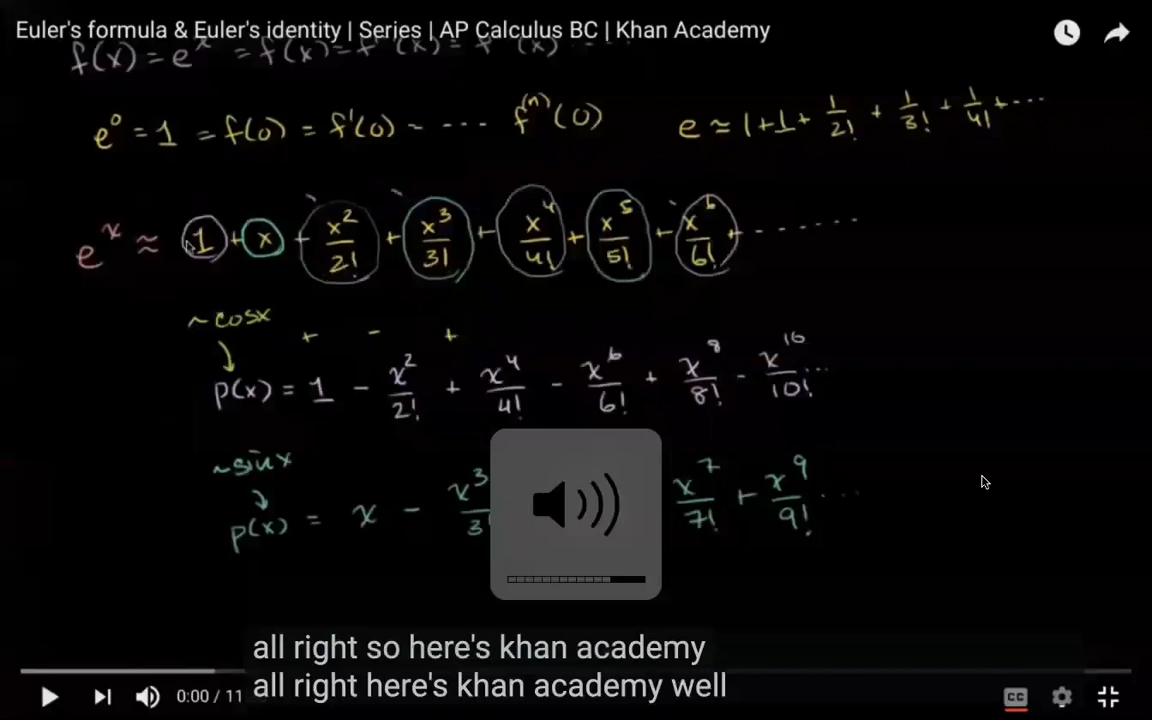 Euler's formula & Euler's identity | Series | AP Calculus BC | Khan Academy
f(x) = e^x = f'(x) = f''(x) = f'''(x) ....
e^0 = 1 = f(0) = f'(0) - .... f^(n)(0)
e ≈ 1+1+ 1/2! + 1/3! + 1/4! + ...
e^x ≈ 1 + x + x^2/2! + x^3/3! + x^4/4! + x^5/5! + x^6/6! + .......
~cosx
+ - +
p(x) = 1 - x^2/2! + x^4/4! - x^6/6! + x^8/8! - x^10/10! ...
~sinx
p(x) = x - x^3/3! x^7/7! + x^9/9! ...
all right so here's khan academy
all right here's khan academy well
0:00 / 11
CC